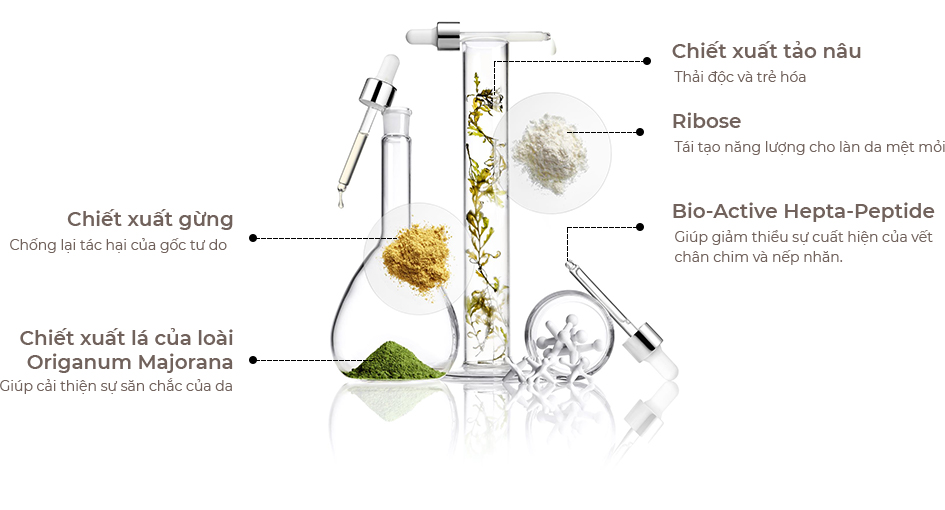 Chiết xuất tảo nâu
Thải độc và trẻ hóa
Ribose
Tái tạo năng lượng cho làn da mệt mỏi
Bio-Active Hepta-Peptide
Giúp giảm thiểu sự cuất hiện của vết
chân chim và nếp nhăn.
Chiết xuất gừng
Chống lại tác hại của gốc tư do
Chiết xuất lá của loài
Origanum Majorana
Giúp cải thiện sự săn chắc của da